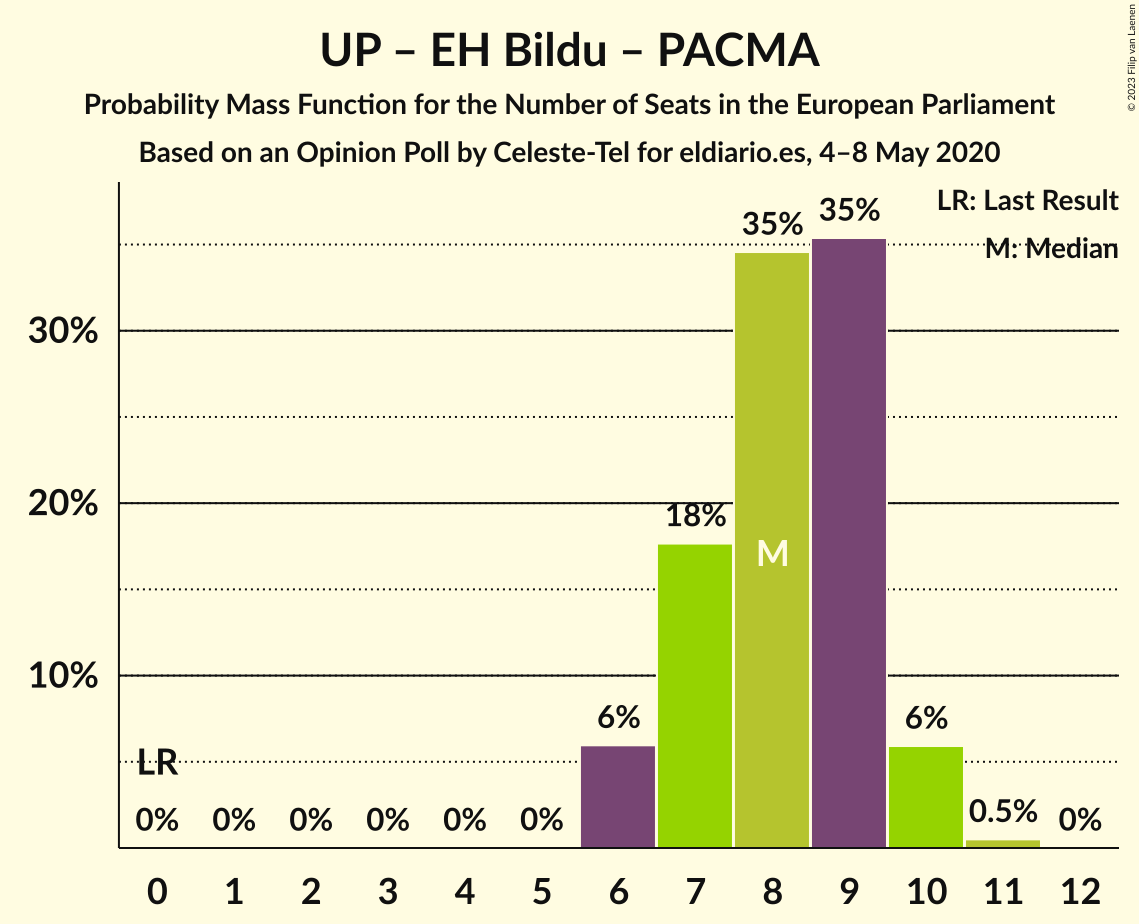 UP – EH Bildu – PACMA
Probability Mass Function for the Number of Seats in the European Parliament
Based on an Opinion Poll by Celeste-Tel for eldiario.es, 4–8 May 2020
© 2023 Filip van Laenen
LR: Last Result
M: Median
35% 35%
30%
20%
18%
M
10%
6% 6%
LR
0% 0% 0% 0% 0% 0% 0.5% 0%
0 1 2 3 4 5 6 7 8 9 10 11 12